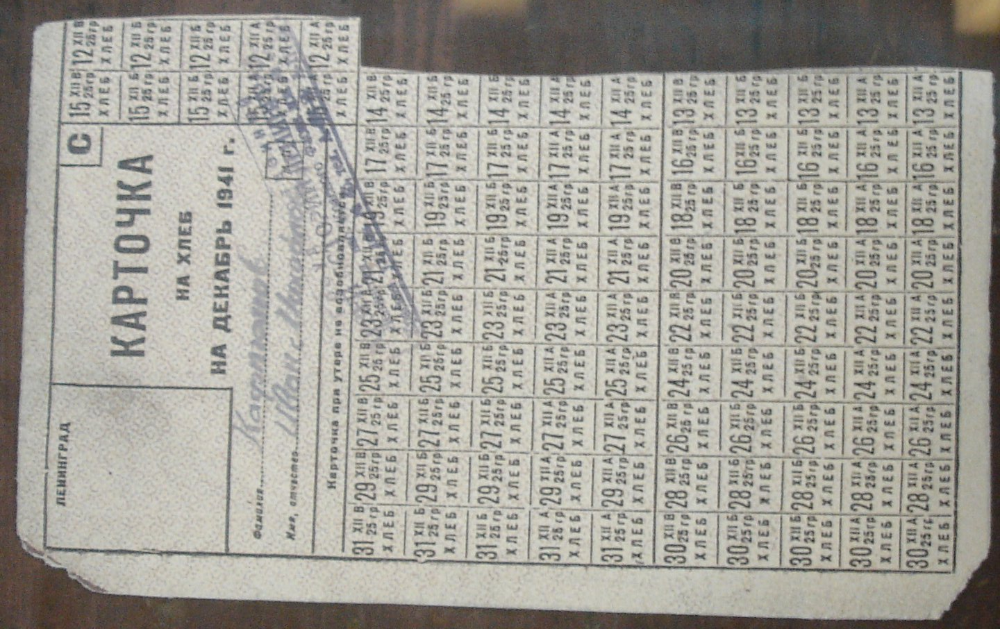 ЛЕНИНГРАД
С
КАРТОЧКА
НА ХЛЕБ
НА ДЕКАБРЬ 1941 г.
Фамилия
Имя, отчество
Карточка при утере не возобновляется.
15 XII В 12 XII В
25 гр 25 гр
ХЛЕБ ХЛЕБ
15 XII Б 12 XII Б
25 гр 25 гр
ХЛЕБ ХЛЕБ
15 XII Б 12 XII Б
25 гр 25 гр
ХЛЕБ ХЛЕБ
15 XII А 12 XII А
25 гр 25 гр
ХЛЕБ ХЛЕБ
15 12 XII А
25 гр 25 гр
ХЛЕБ ХЛЕБ
31 XII В 29 XII В 27 XII В 25 XII В 23 XII В 21 XII В 19 XII В 17 XII В 14 XII В
25 гр 25 гр 25 гр 25 гр 25 гр 25 гр 25 гр 25 гр 25 гр
ХЛЕБ ХЛЕБ ХЛЕБ ХЛЕБ ХЛЕБ ХЛЕБ ХЛЕБ ХЛЕБ ХЛЕБ
31 XII Б 29 XII Б 27 XII Б 25 XII Б 23 XII Б 21 XII Б 19 XII Б 17 XII Б 14 XII Б
25 гр 25 гр 25 гр 25 гр 25 гр 25 гр 25 гр 25 гр 25 гр
ХЛЕБ ХЛЕБ ХЛЕБ ХЛЕБ ХЛЕБ ХЛЕБ ХЛЕБ ХЛЕБ ХЛЕБ
31 XII Б 29 XII Б 27 XII Б 25 XII Б 23 XII Б 21 XII Б 19 XII Б 17 XII Б 14 XII Б
25 гр 25 гр 25 гр 25 гр 25 гр 25 гр 25 гр 25 гр 25 гр
ХЛЕБ ХЛЕБ ХЛЕБ ХЛЕБ ХЛЕБ ХЛЕБ ХЛЕБ ХЛЕБ ХЛЕБ
31 XII А 29 XII А 27 XII А 25 XII А 23 XII А 21 XII А 19 XII А 17 XII А 14 XII А
25 гр 25 гр 25 гр 25 гр 25 гр 25 гр 25 гр 25 гр 25 гр
ХЛЕБ ХЛЕБ ХЛЕБ ХЛЕБ ХЛЕБ ХЛЕБ ХЛЕБ ХЛЕБ ХЛЕБ
31 XII А 29 XII А 27 XII А 25 XII А 23 XII А 21 XII А 19 XII А 17 XII А 14 XII А
25 гр 25 гр 25 гр 25 гр 25 гр 25 гр 25 гр 25 гр 25 гр
ХЛЕБ ХЛЕБ ХЛЕБ ХЛЕБ ХЛЕБ ХЛЕБ ХЛЕБ ХЛЕБ ХЛЕБ
30 XII В 28 XII В 26 XII В 24 XII В 22 XII В 20 XII В 18 XII В 16 XII В 13 XII В
25 гр 25 гр 25 гр 25 гр 25 гр 25 гр 25 гр 25 гр 25 гр
ХЛЕБ ХЛЕБ ХЛЕБ ХЛЕБ ХЛЕБ ХЛЕБ ХЛЕБ ХЛЕБ ХЛЕБ
30 XII Б 28 XII Б 26 XII Б 24 XII Б 22 XII Б 20 XII Б 18 XII Б 16 XII Б 13 XII Б
25 гр 25 гр 25 гр 25 гр 25 гр 25 гр 25 гр 25 гр 25 гр
ХЛЕБ ХЛЕБ ХЛЕБ ХЛЕБ ХЛЕБ ХЛЕБ ХЛЕБ ХЛЕБ ХЛЕБ
30 XII Б 28 XII Б 26 XII Б 24 XII Б 22 XII Б 20 XII Б 18 XII Б 16 XII Б 13 XII Б
25 гр 25 гр 25 гр 25 гр 25 гр 25 гр 25 гр 25 гр 25 гр
ХЛЕБ ХЛЕБ ХЛЕБ ХЛЕБ ХЛЕБ ХЛЕБ ХЛЕБ ХЛЕБ ХЛЕБ
30 XII А 28 XII А 26 XII А 24 XII А 22 XII А 20 XII А 18 XII А 16 XII А 13 XII А
25 гр 25 гр 25 гр 25 гр 25 гр 25 гр 25 гр 25 гр 25 гр
ХЛЕБ ХЛЕБ ХЛЕБ ХЛЕБ ХЛЕБ ХЛЕБ ХЛЕБ ХЛЕБ ХЛЕБ
30 XII А 28 XII А 26 XII А 24 XII А 22 XII А 20 XII А 18 XII А 16 XII А 13 XII А
25 гр 25 гр 25 гр 25 гр 25 гр 25 гр 25 гр 25 гр 25 гр
ХЛЕБ ХЛЕБ ХЛЕБ ХЛЕБ ХЛЕБ ХЛЕБ ХЛЕБ ХЛЕБ ХЛЕБ